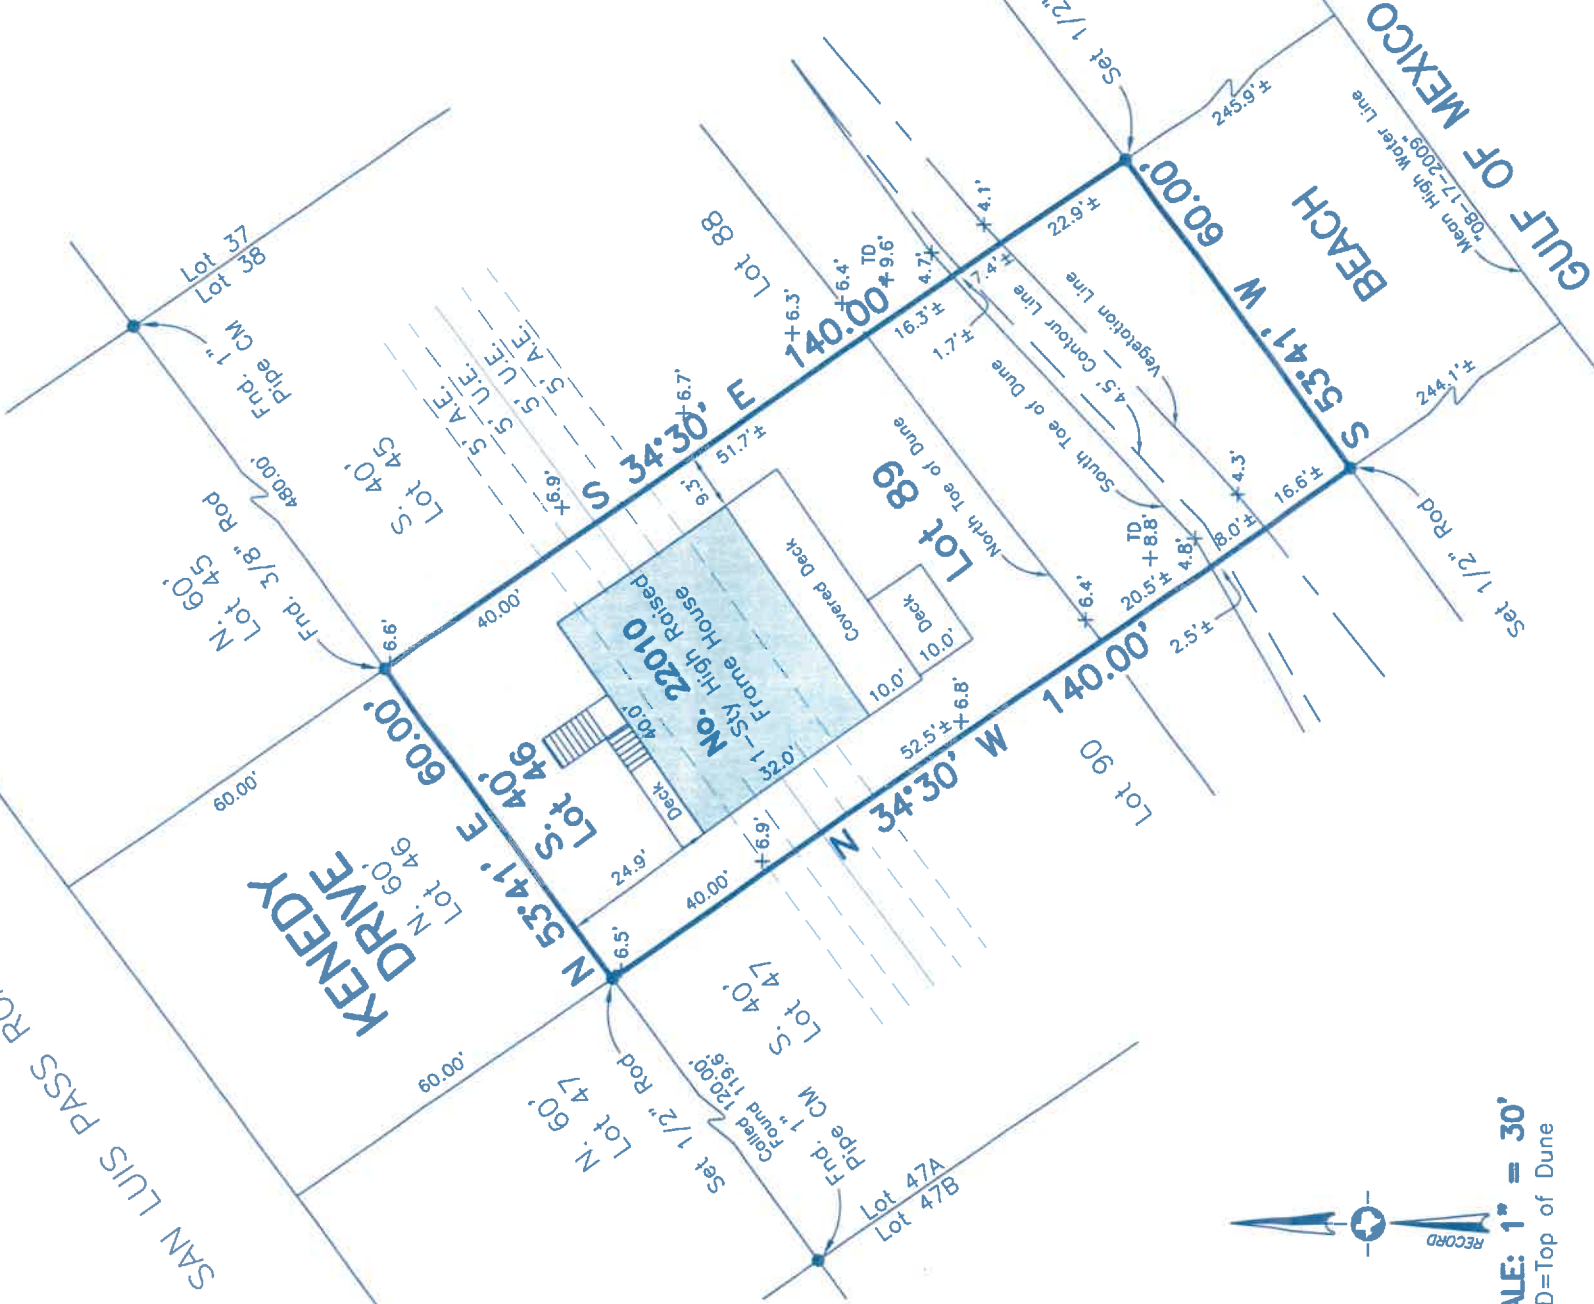 SAN LUIS PASS
KENEDY
DRIVE
N. 60'
Lot 46
60.00'
60.00'
N. 60'
Lot 45
Fnd. 3/8" Rod
480.00'
Fnd. 1"
Pipe CM
Lot 37
Lot 38
S. 40'
Lot 45
5' A.E.
5' U.E.
5' U.E.
5' A.E.
6.6'
N 53°41' E 60.00'
S. 40'
Lot 46
40.00'
6.9'
S 34°30' E 140.00'
6.7'
51.7'±
9.3'
+6.3'
6.4'
TD
9.6'
4.7'
4.1'
16.3'±
1.7'±
7.4'±
22.9'±
Lot 88
Set 1/2"
245.9'±
Mean High Water Line
"08-17-2009"
GULF OF MEXICO
BEACH
60.00'
S 53°41' W
244.1'±
Set 1/2" Rod
No. 22010
1-Sty High Raised
Frame House
40.0'
32.0'
Deck
24.9'
Covered Deck
10.0'
Deck
10.0'
Lot 89
North Toe of Dune
South Toe of Dune
4.5' Contour Line
Vegetation Line
6.4'
TD
+8.8'
4.8'
4.3'
20.5'±
2.5'±
8.0'±
16.6'±
6.5'
40.00'
6.9'
52.5'±
6.8'
N 34°30' W 140.00'
Lot 90
S. 40'
Lot 47
N. 60'
Lot 47
Set 1/2" Rod
Called 120.00'
Found 119.6'
Fnd. 1"
Pipe CM
Lot 47A
Lot 47B
RECORD
1" = 30'
D=Top of Dune